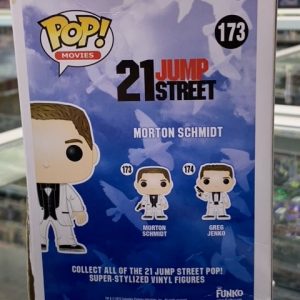 POP!
MOVIES
173
21 JUMP
STREET
MORTON SCHMIDT
173 174
MORTON SCHMIDT GREG JENKO
COLLECT ALL OF THE 21 JUMP STREET POP!
SUPER-STYLIZED VINYL FIGURES
FUNKO